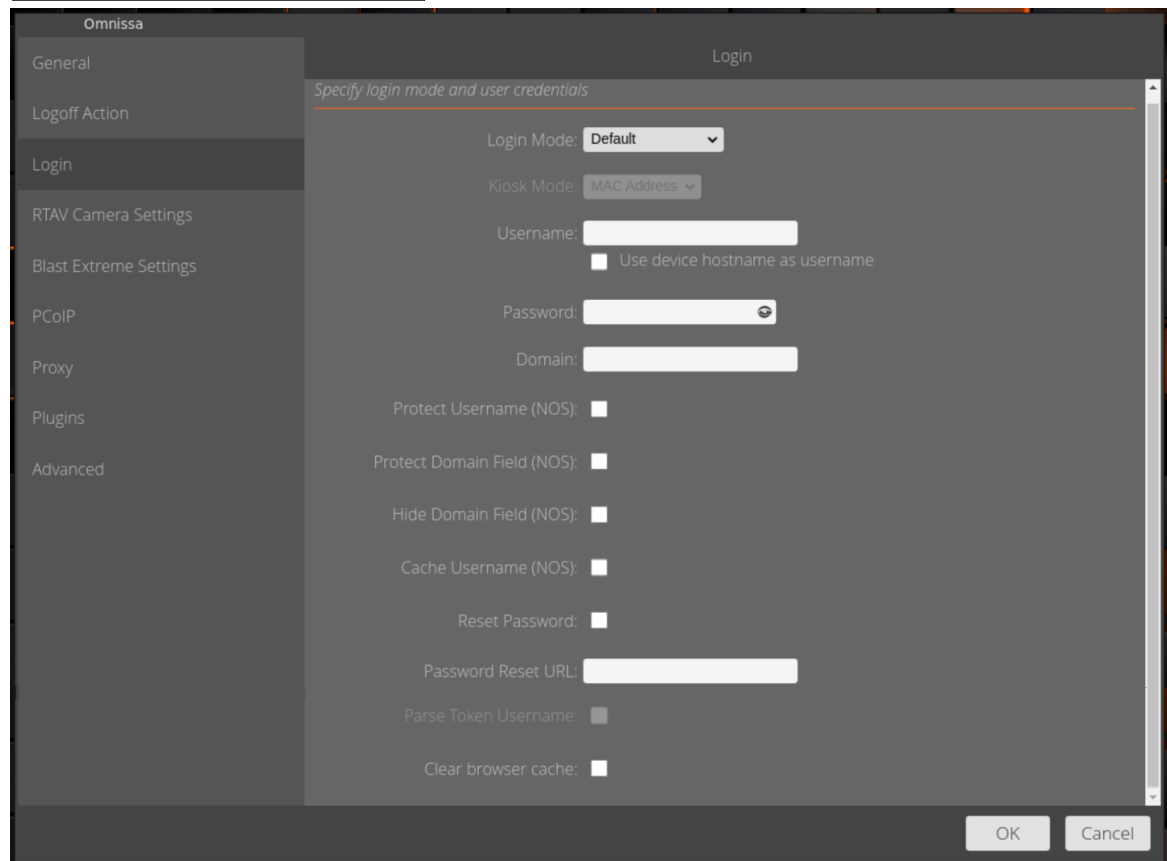 Omnissa
General
Logoff Action
Login
RTAV Camera Settings
Blast Extreme Settings
PCoIP
Proxy
Plugins
Advanced
Login
Specify login mode and user credentials
Login Mode: Default
Kiosk Mode: MAC Address
Username:
Use device hostname as username
Password:
Domain:
Protect Username (NOS):
Protect Domain Field (NOS):
Hide Domain Field (NOS):
Cache Username (NOS):
Reset Password:
Password Reset URL:
Parse Token Username:
Clear browser cache:
OK Cancel